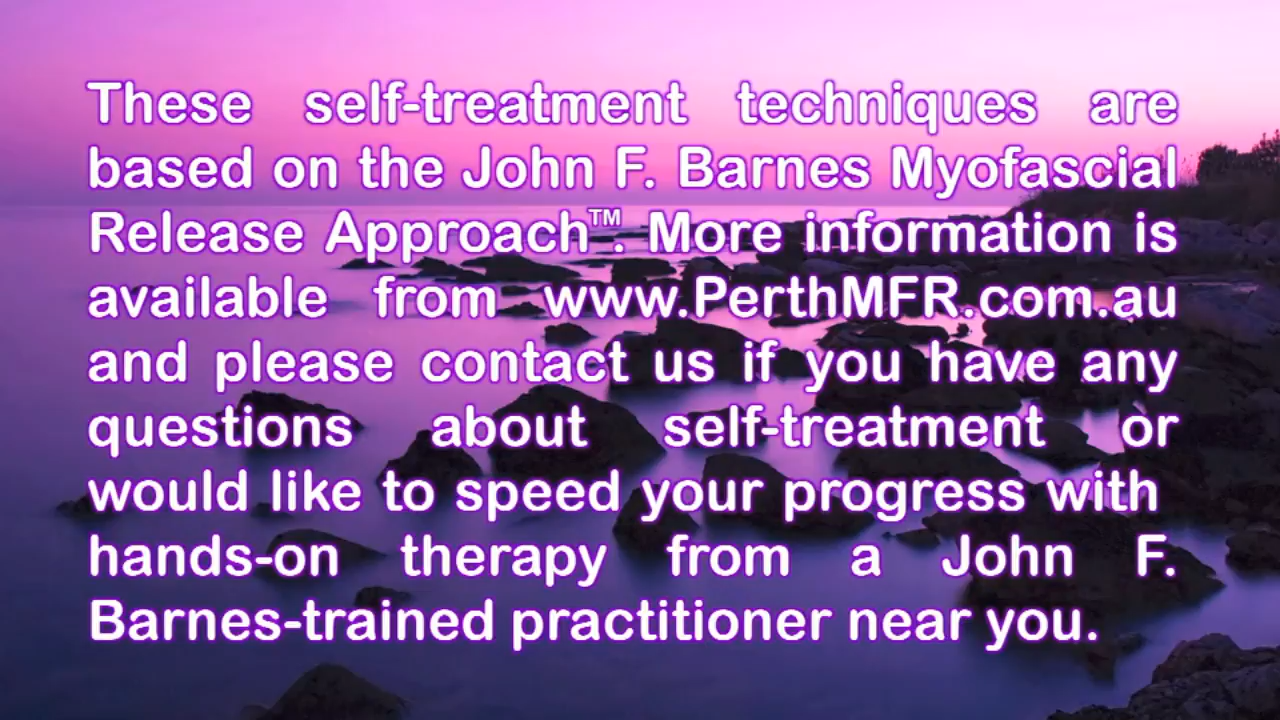 These self-treatment techniques are
based on the John F. Barnes Myofascial
Release Approach™. More information is
available from www.PerthMFR.com.au
and please contact us if you have any
questions about self-treatment or
would like to speed your progress with
hands-on therapy from a John F.
Barnes-trained practitioner near you.